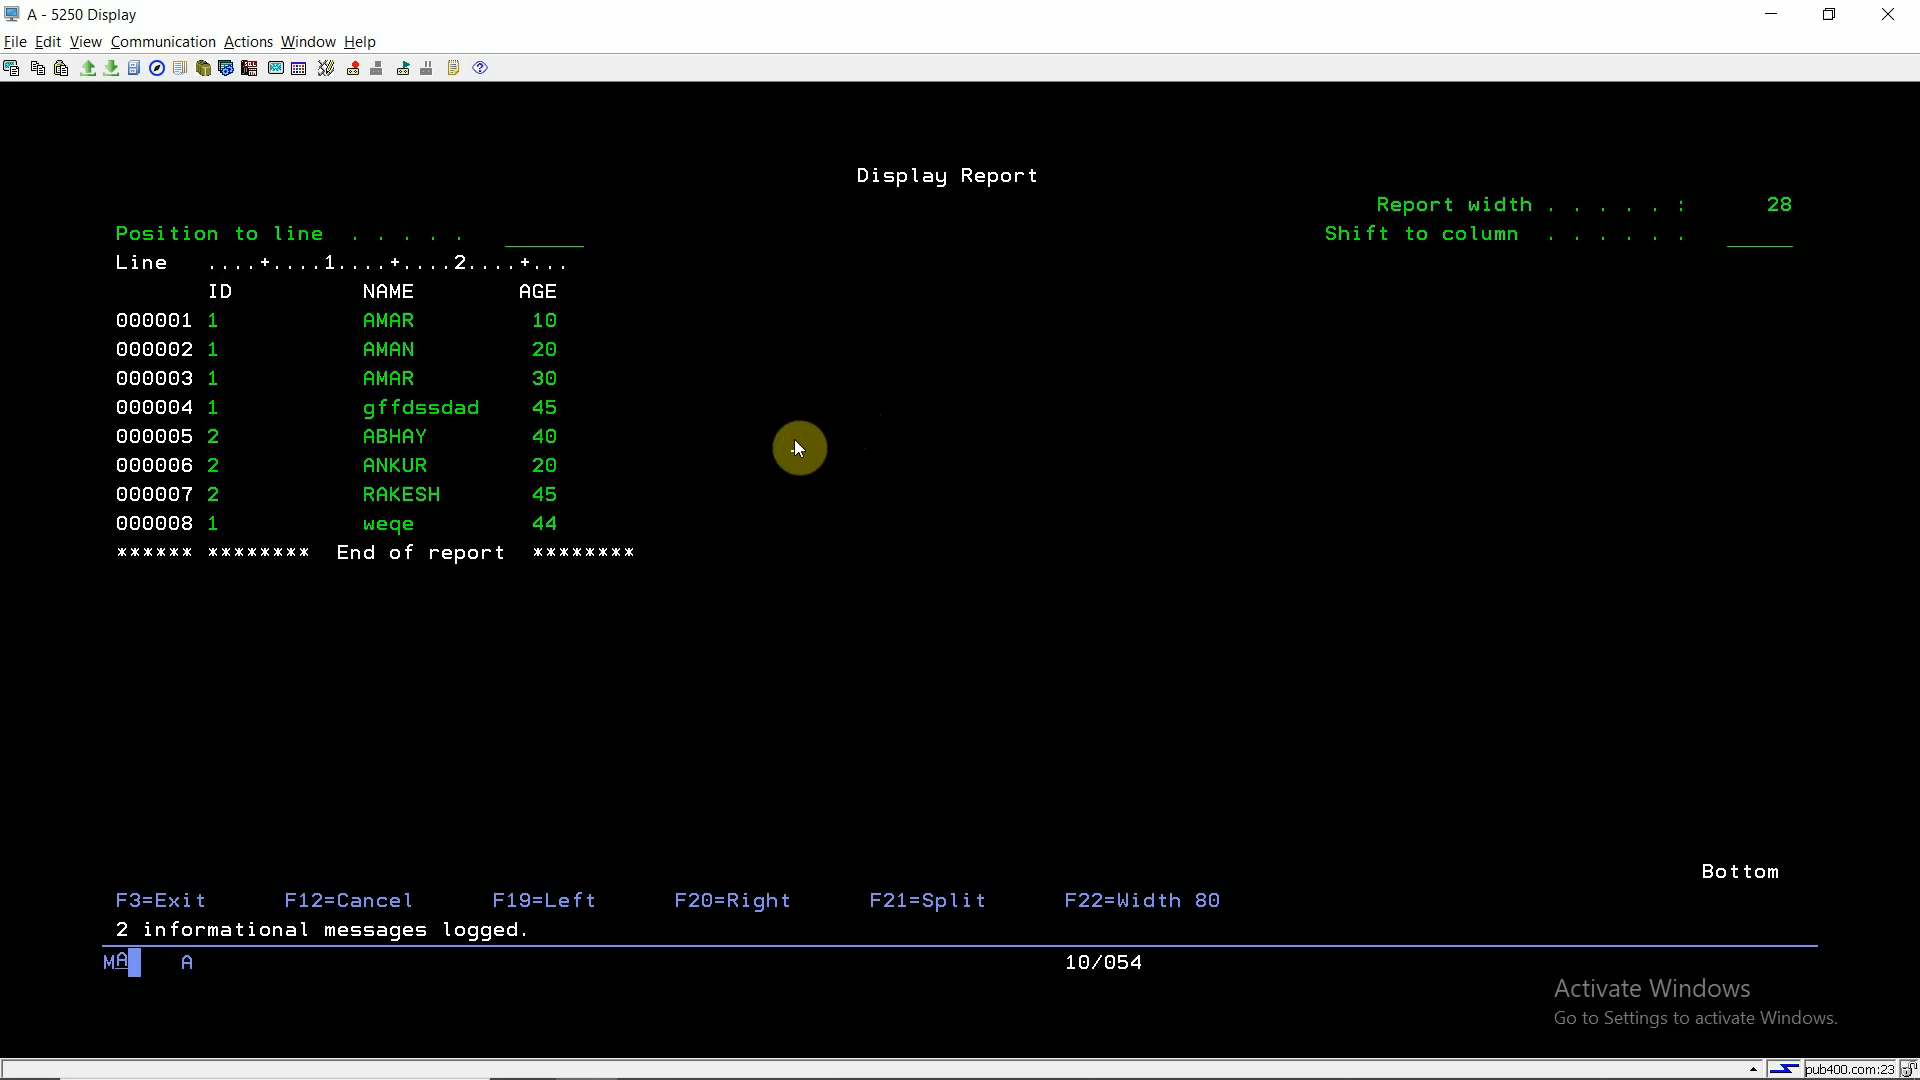 A - 5250 Display
File Edit View Communication Actions Window Help
Display Report
Report width . . . . . : 28
Position to line . . . . . Shift to column . . . . . .
Line ....+....1....+....2....+...
ID NAME AGE
000001 1 AMAR 10
000002 1 AMAN 20
000003 1 AMAR 30
000004 1 gffdssdad 45
000005 2 ABHAY 40
000006 2 ANKUR 20
000007 2 RAKESH 45
000008 1 weqe 44
****** ******** End of report ********
Bottom
F3=Exit F12=Cancel F19=Left F20=Right F21=Split F22=Width 80
2 informational messages logged.
MA A 10/054
Activate Windows
Go to Settings to activate Windows.
pub400.com:23